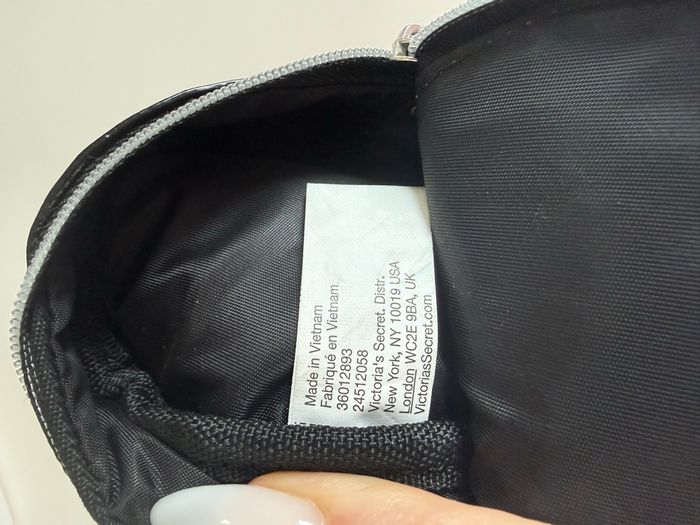 Made in Vietnam
Fabriqué en Vietnam
36012893
24512058
Victoria's Secret. Distr.
New York, NY 10019 USA
London WC2E 9BA, UK
VictoriasSecret.com